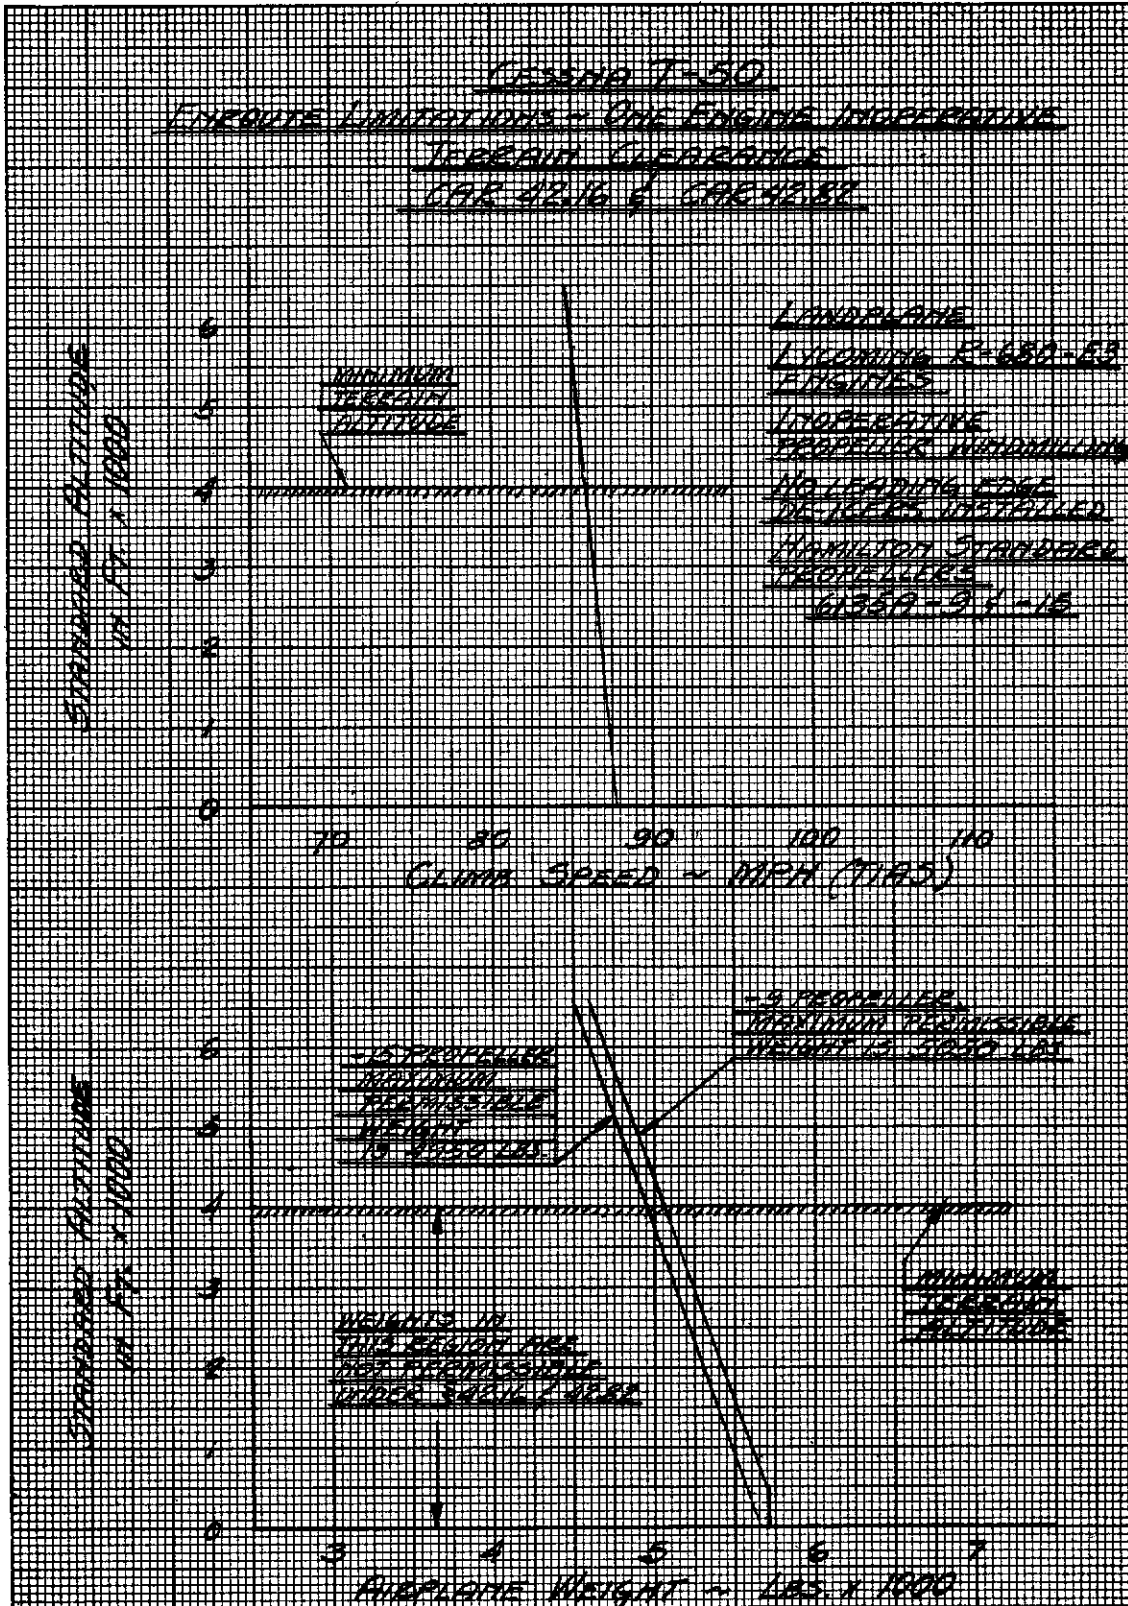 CESSNA T-50
ENROUTE LIMITATIONS ~ ONE ENGINE INOPERATIVE
TERRAIN CLEARANCE
CAR 42.16 & CAR 42.82
STANDARD ALTITUDE
IN FT. x 1000
6
5
4
3
2
1
0
MINIMUM
TERRAIN
ALTITUDE
LANDPLANE
LYCOMING R-680-E3
ENGINES
INOPERATIVE
PROPELLER WINDMILLING
NO LEADING EDGE
DE-ICERS INSTALLED
HAMILTON STANDARD
PROPELLERS
6135A-9 & -15
70 80 90 100 110
CLIMB SPEED ~ MPH (TIAS)
STANDARD ALTITUDE
IN FT. x 1000
6
5
4
3
2
1
0
-15 PROPELLER
MAXIMUM
PERMISSIBLE
WEIGHT
IS 4950 LBS.
-9 PROPELLER,
MAXIMUM PERMISSIBLE
WEIGHT IS 5050 LBS
WEIGHTS IN
THIS REGION ARE
NOT PERMISSIBLE
UNDER §42.16 / 42.82
MINIMUM
TERRAIN
ALTITUDE
3 4 5 6 7
AIRPLANE WEIGHT ~ LBS. x 1000